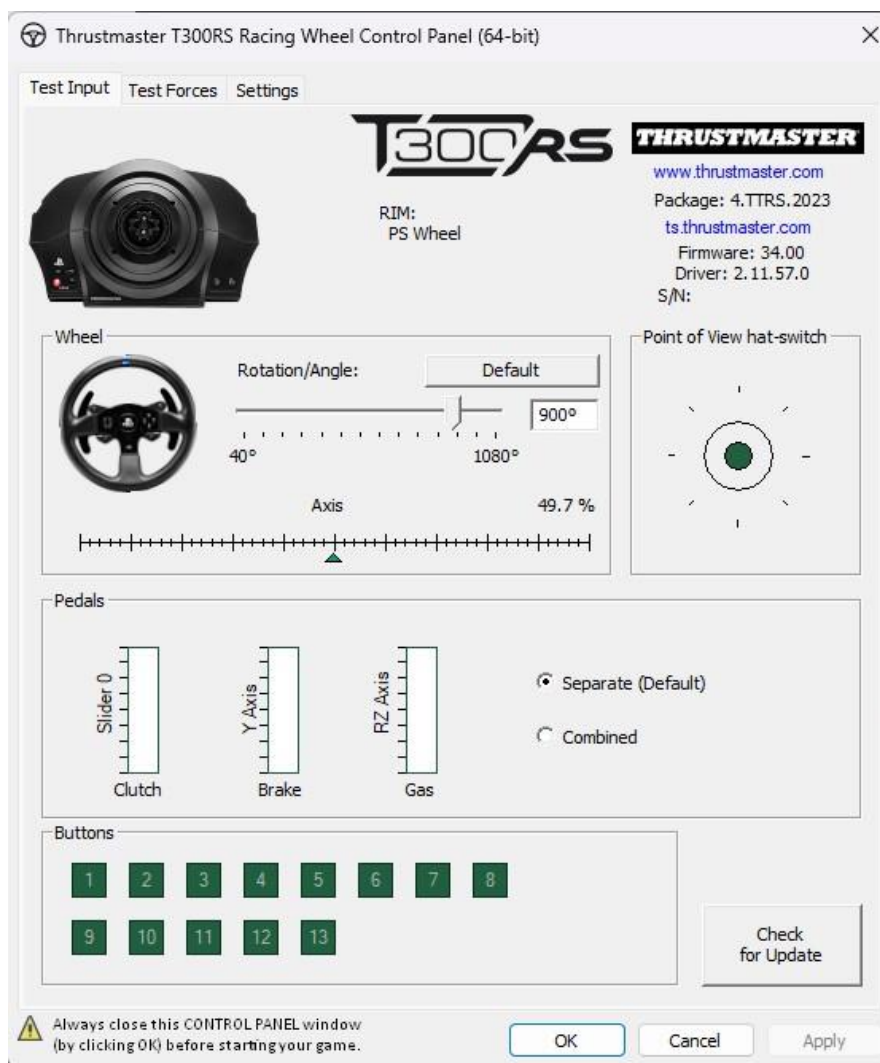 Thrustmaster T300RS Racing Wheel Control Panel (64-bit)
Test Input Test Forces Settings
T300RS
THRUSTMASTER
www.thrustmaster.com
Package: 4.TTRS.2023
ts.thrustmaster.com
Firmware: 34.00
Driver: 2.11.57.0
S/N:
RIM:
PS Wheel
Wheel
Rotation/Angle: Default
900°
40° 1080°
Axis 49.7 %
Point of View hat-switch
Pedals
Slider 0
Clutch
Y Axis
Brake
RZ Axis
Gas
Separate (Default)
Combined
Buttons
1 2 3 4 5 6 7 8
9 10 11 12 13
Check
for Update
Always close this CONTROL PANEL window
(by clicking OK) before starting your game.
OK Cancel Apply